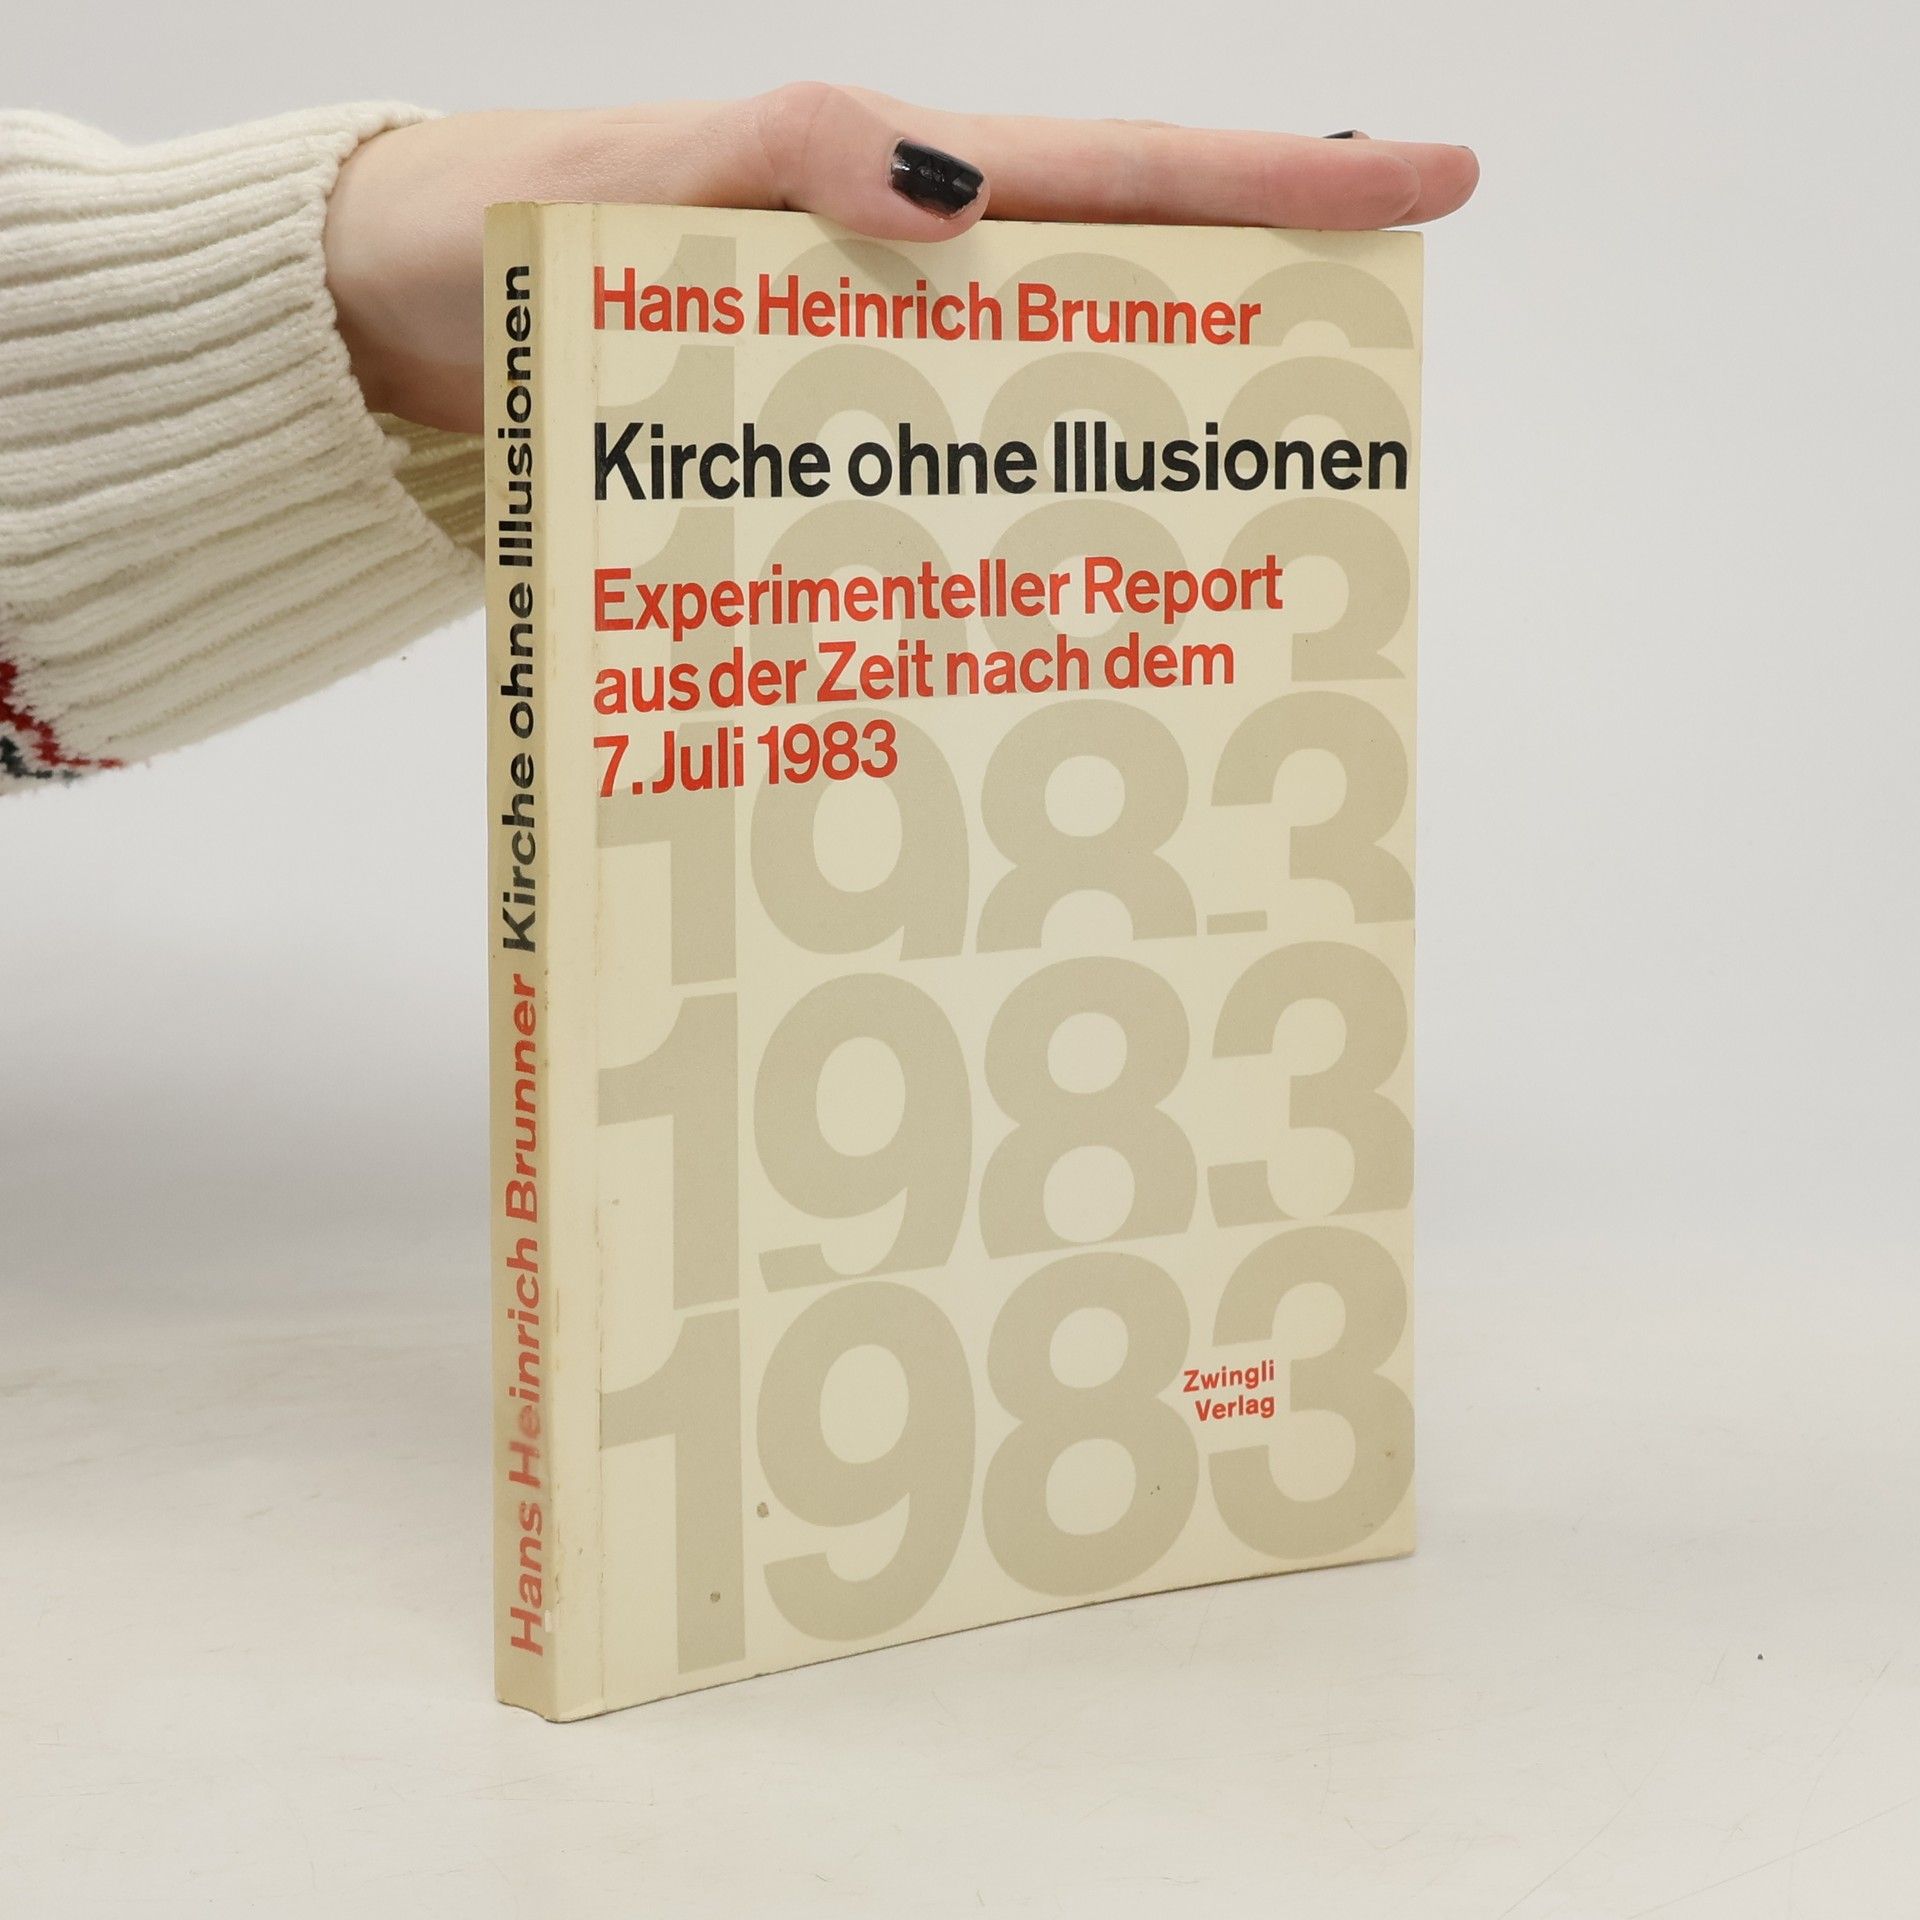 Hans Heinrich Brunner
Kirche ohne Illusionen
Experimenteller Report
aus der Zeit nach dem
7. Juli 1983
1983
1983
1983
1983
1983
1983
Zwingli
Verlag
Hans Heinrich Brunner Kirche ohne Illusionen